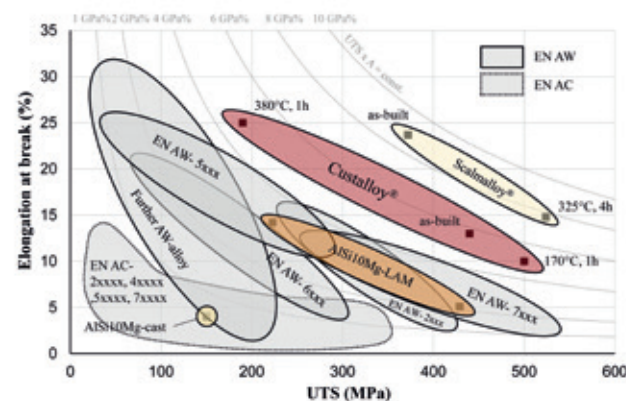 1 GPa% 2 GPa% 4 GPa% 6 GPa% 8 GPa% 10 GPa%
UTS x A = const.
EN AW
EN AC
35
30
25
20
15
10
5
0
Elongation at break (%)
380°C, 1h
as-built
EN AW- 5xxx
Custalloy®
Scalmalloy®
325°C, 4h
Further AW-alloy
as-built
170°C, 1h
EN AC-
2xxxx, 4xxxx
,5xxxx, 7xxxx
EN AW- 6xxx
AlSi10Mg-LAM
EN AW- 7xxx
EN AW- 2xxx
AlSi10Mg-cast
0 100 200 300 400 500 600
UTS (MPa)